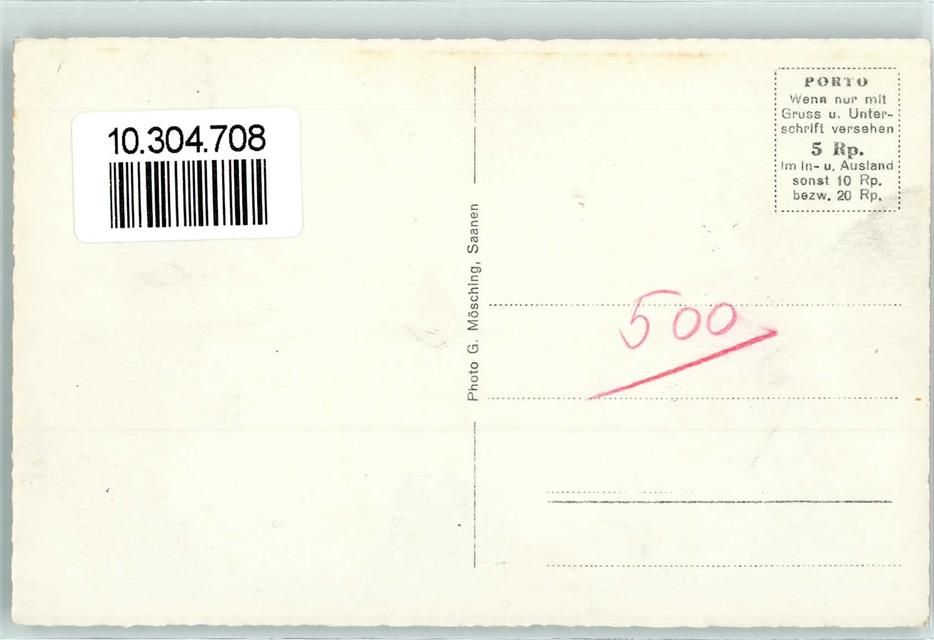 10.304.708
PORTO
Wenn nur mit
Gruss u. Unter-
schrift versehen
5 Rp.
im In- u. Ausland
sonst 10 Rp.
bezw. 20 Rp.
Photo G. Mösching, Saanen
500